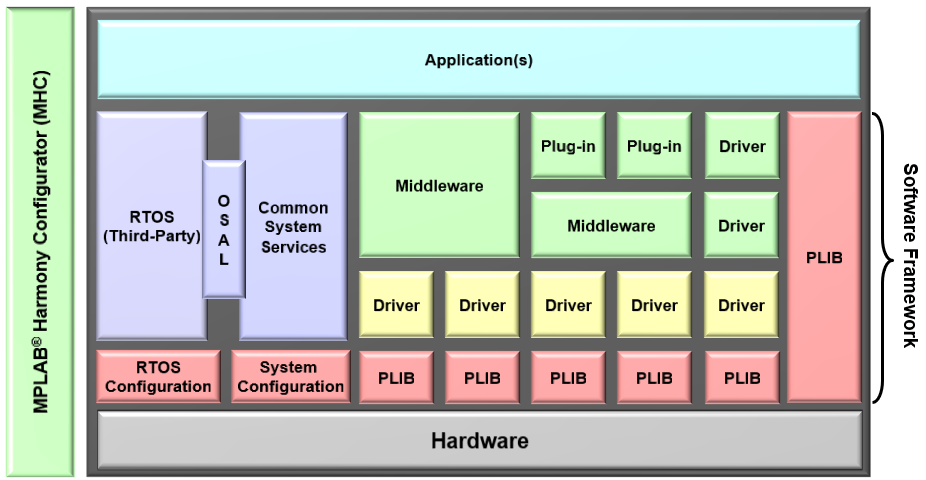 MPLAB® Harmony Configurator (MHC)
Application(s)
RTOS
(Third-Party)
OSAL
Common
System
Services
Middleware
Plug-in
Plug-in
Driver
Middleware
Driver
Driver
Driver
Driver
Driver
Driver
PLIB
RTOS
Configuration
System
Configuration
PLIB
PLIB
PLIB
PLIB
PLIB
Hardware
Software Framework